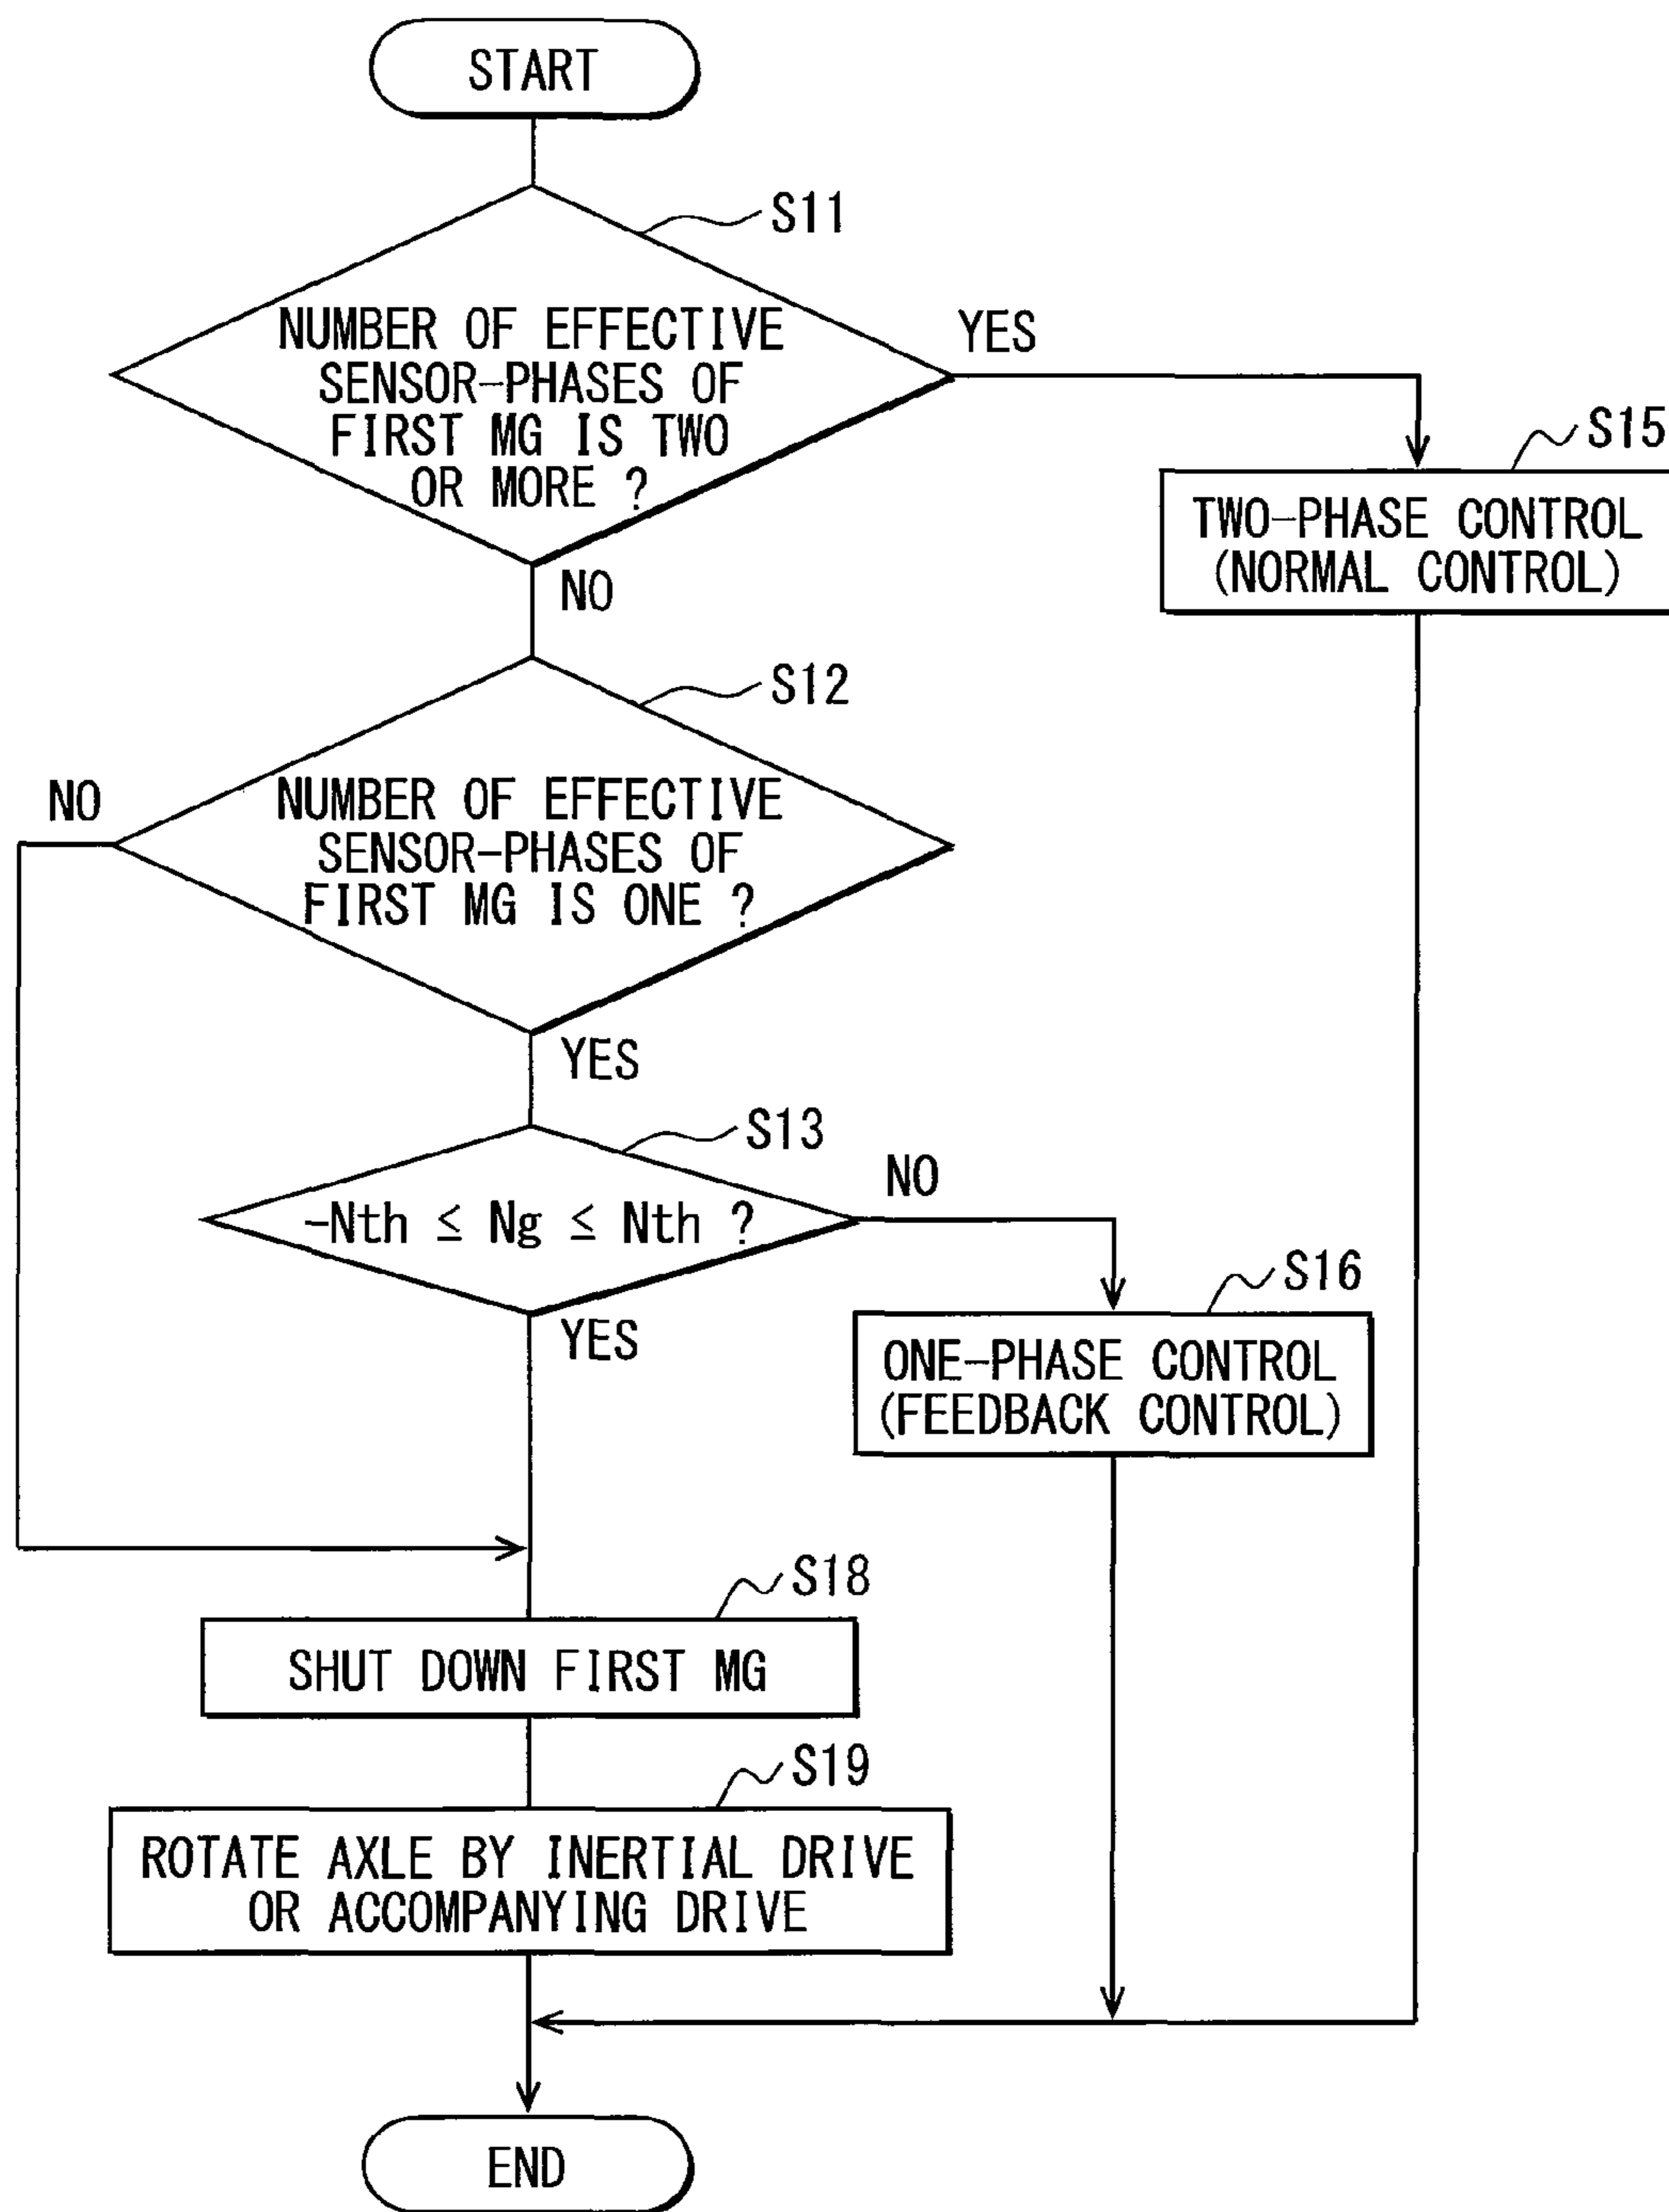 START
S11
NUMBER OF EFFECTIVE
SENSOR-PHASES OF
FIRST MG IS TWO
OR MORE ?
YES
NO
S15
TWO-PHASE CONTROL
(NORMAL CONTROL)
S12
NUMBER OF EFFECTIVE
SENSOR-PHASES OF
FIRST MG IS ONE ?
NO
YES
S13
-Nth ≤ Ng ≤ Nth ?
NO
YES
S16
ONE-PHASE CONTROL
(FEEDBACK CONTROL)
S18
SHUT DOWN FIRST MG
S19
ROTATE AXLE BY INERTIAL DRIVE
OR ACCOMPANYING DRIVE
END